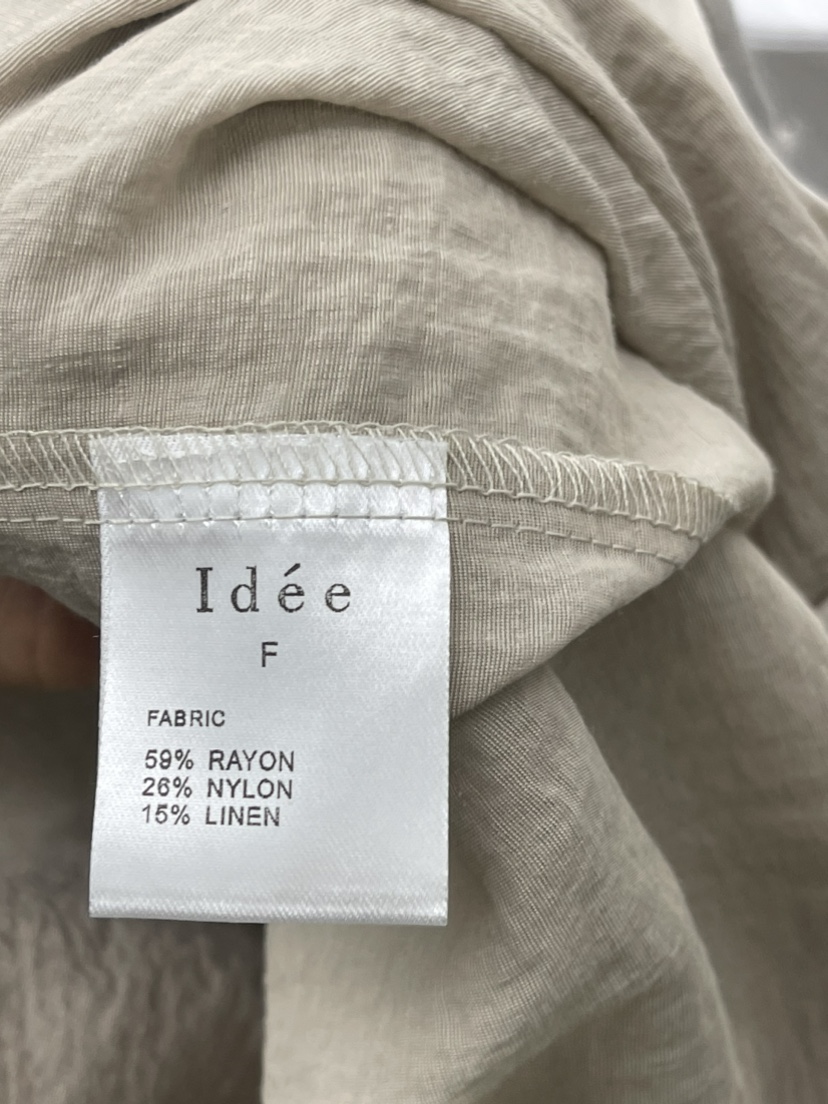 Idée
F
FABRIC
59% RAYON
26% NYLON
15% LINEN